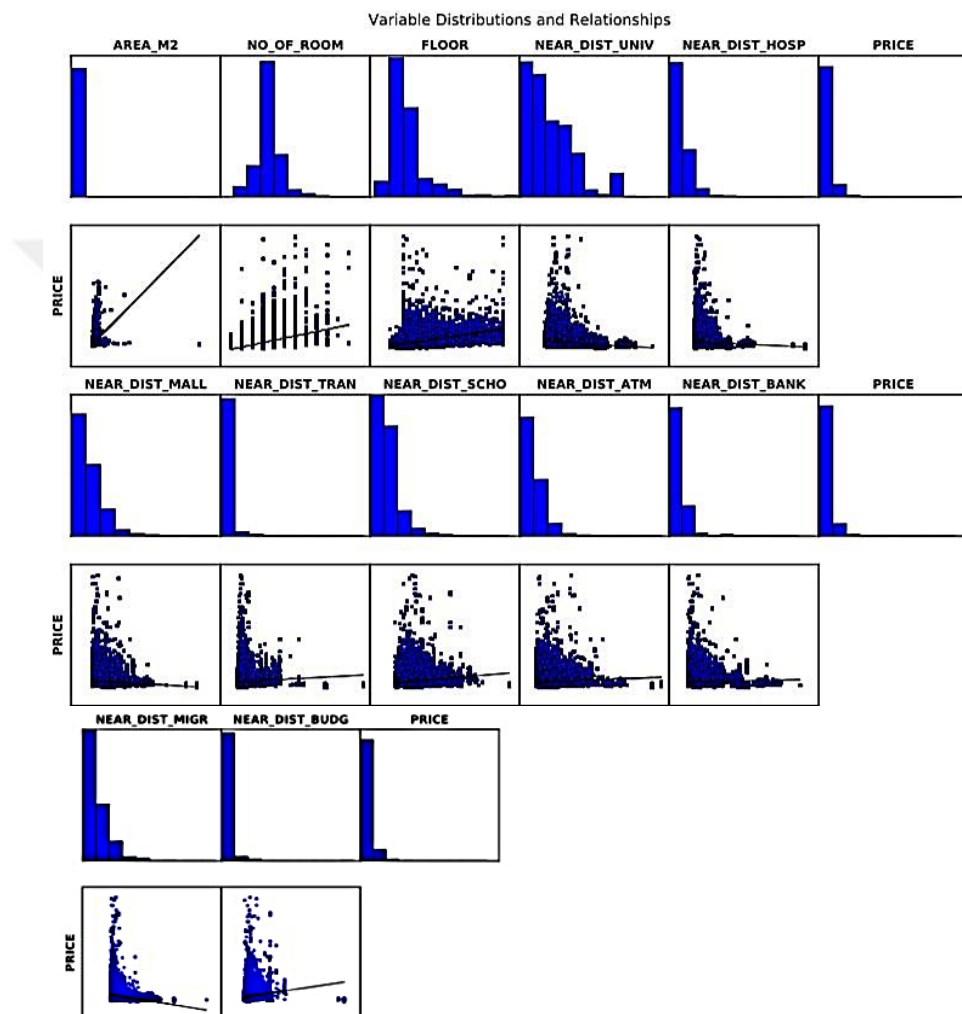 Variable Distributions and Relationships
AREA_M2 NO_OF_ROOM FLOOR NEAR_DIST_UNIV NEAR_DIST_HOSP PRICE
PRICE
NEAR_DIST_MALL NEAR_DIST_TRAN NEAR_DIST_SCHO NEAR_DIST_ATM NEAR_DIST_BANK PRICE
PRICE
NEAR_DIST_MIGR NEAR_DIST_BUDG PRICE
PRICE